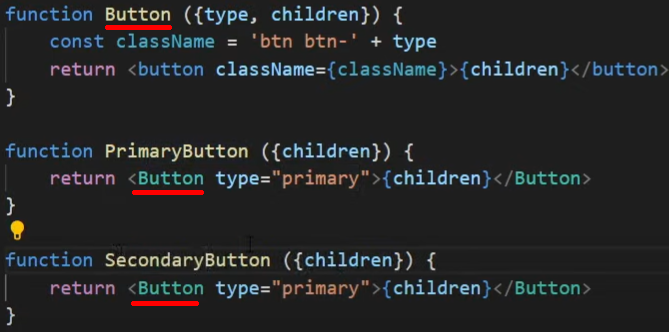 function Button ({type, children}) {
    const className = 'btn btn-' + type
    return <button className={className}>{children}</button>
}
function PrimaryButton ({children}) {
    return <Button type="primary">{children}</Button>
}
function SecondaryButton ({children}) {
    return <Button type="primary">{children}</Button>
}